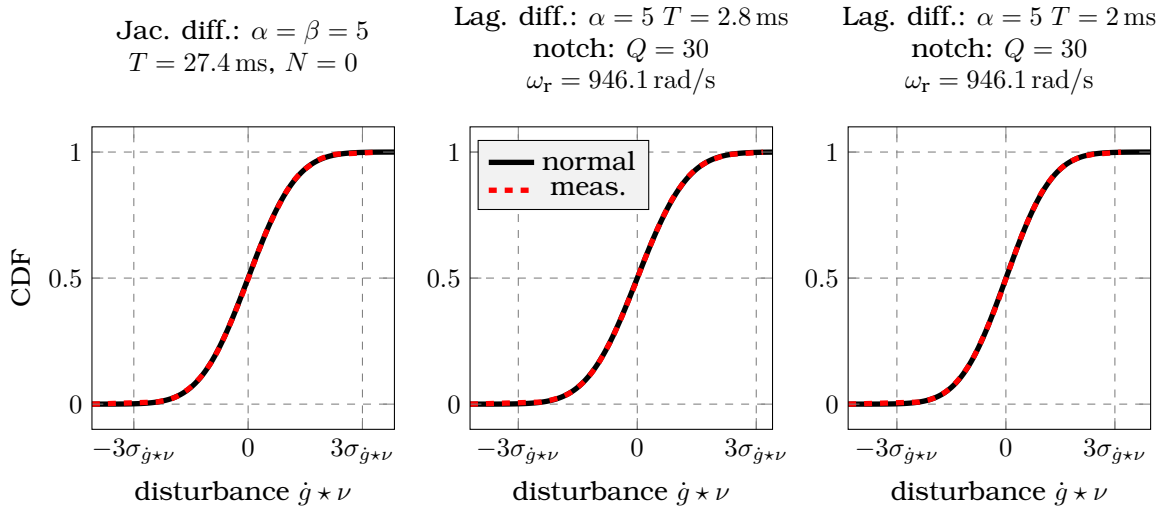 Jac. diff.: α = β = 5
T = 27.4 ms, N = 0
Lag. diff.: α = 5 T = 2.8 ms
notch: Q = 30
ω_r = 946.1 rad/s
Lag. diff.: α = 5 T = 2 ms
notch: Q = 30
ω_r = 946.1 rad/s
CDF
1
0.5
0
−3σ_{ġ⋆ν} 0 3σ_{ġ⋆ν}
disturbance ġ ⋆ ν
normal
meas.
1
0.5
0
−3σ_{ġ⋆ν} 0 3σ_{ġ⋆ν}
disturbance ġ ⋆ ν
1
0.5
0
−3σ_{ġ⋆ν} 0 3σ_{ġ⋆ν}
disturbance ġ ⋆ ν